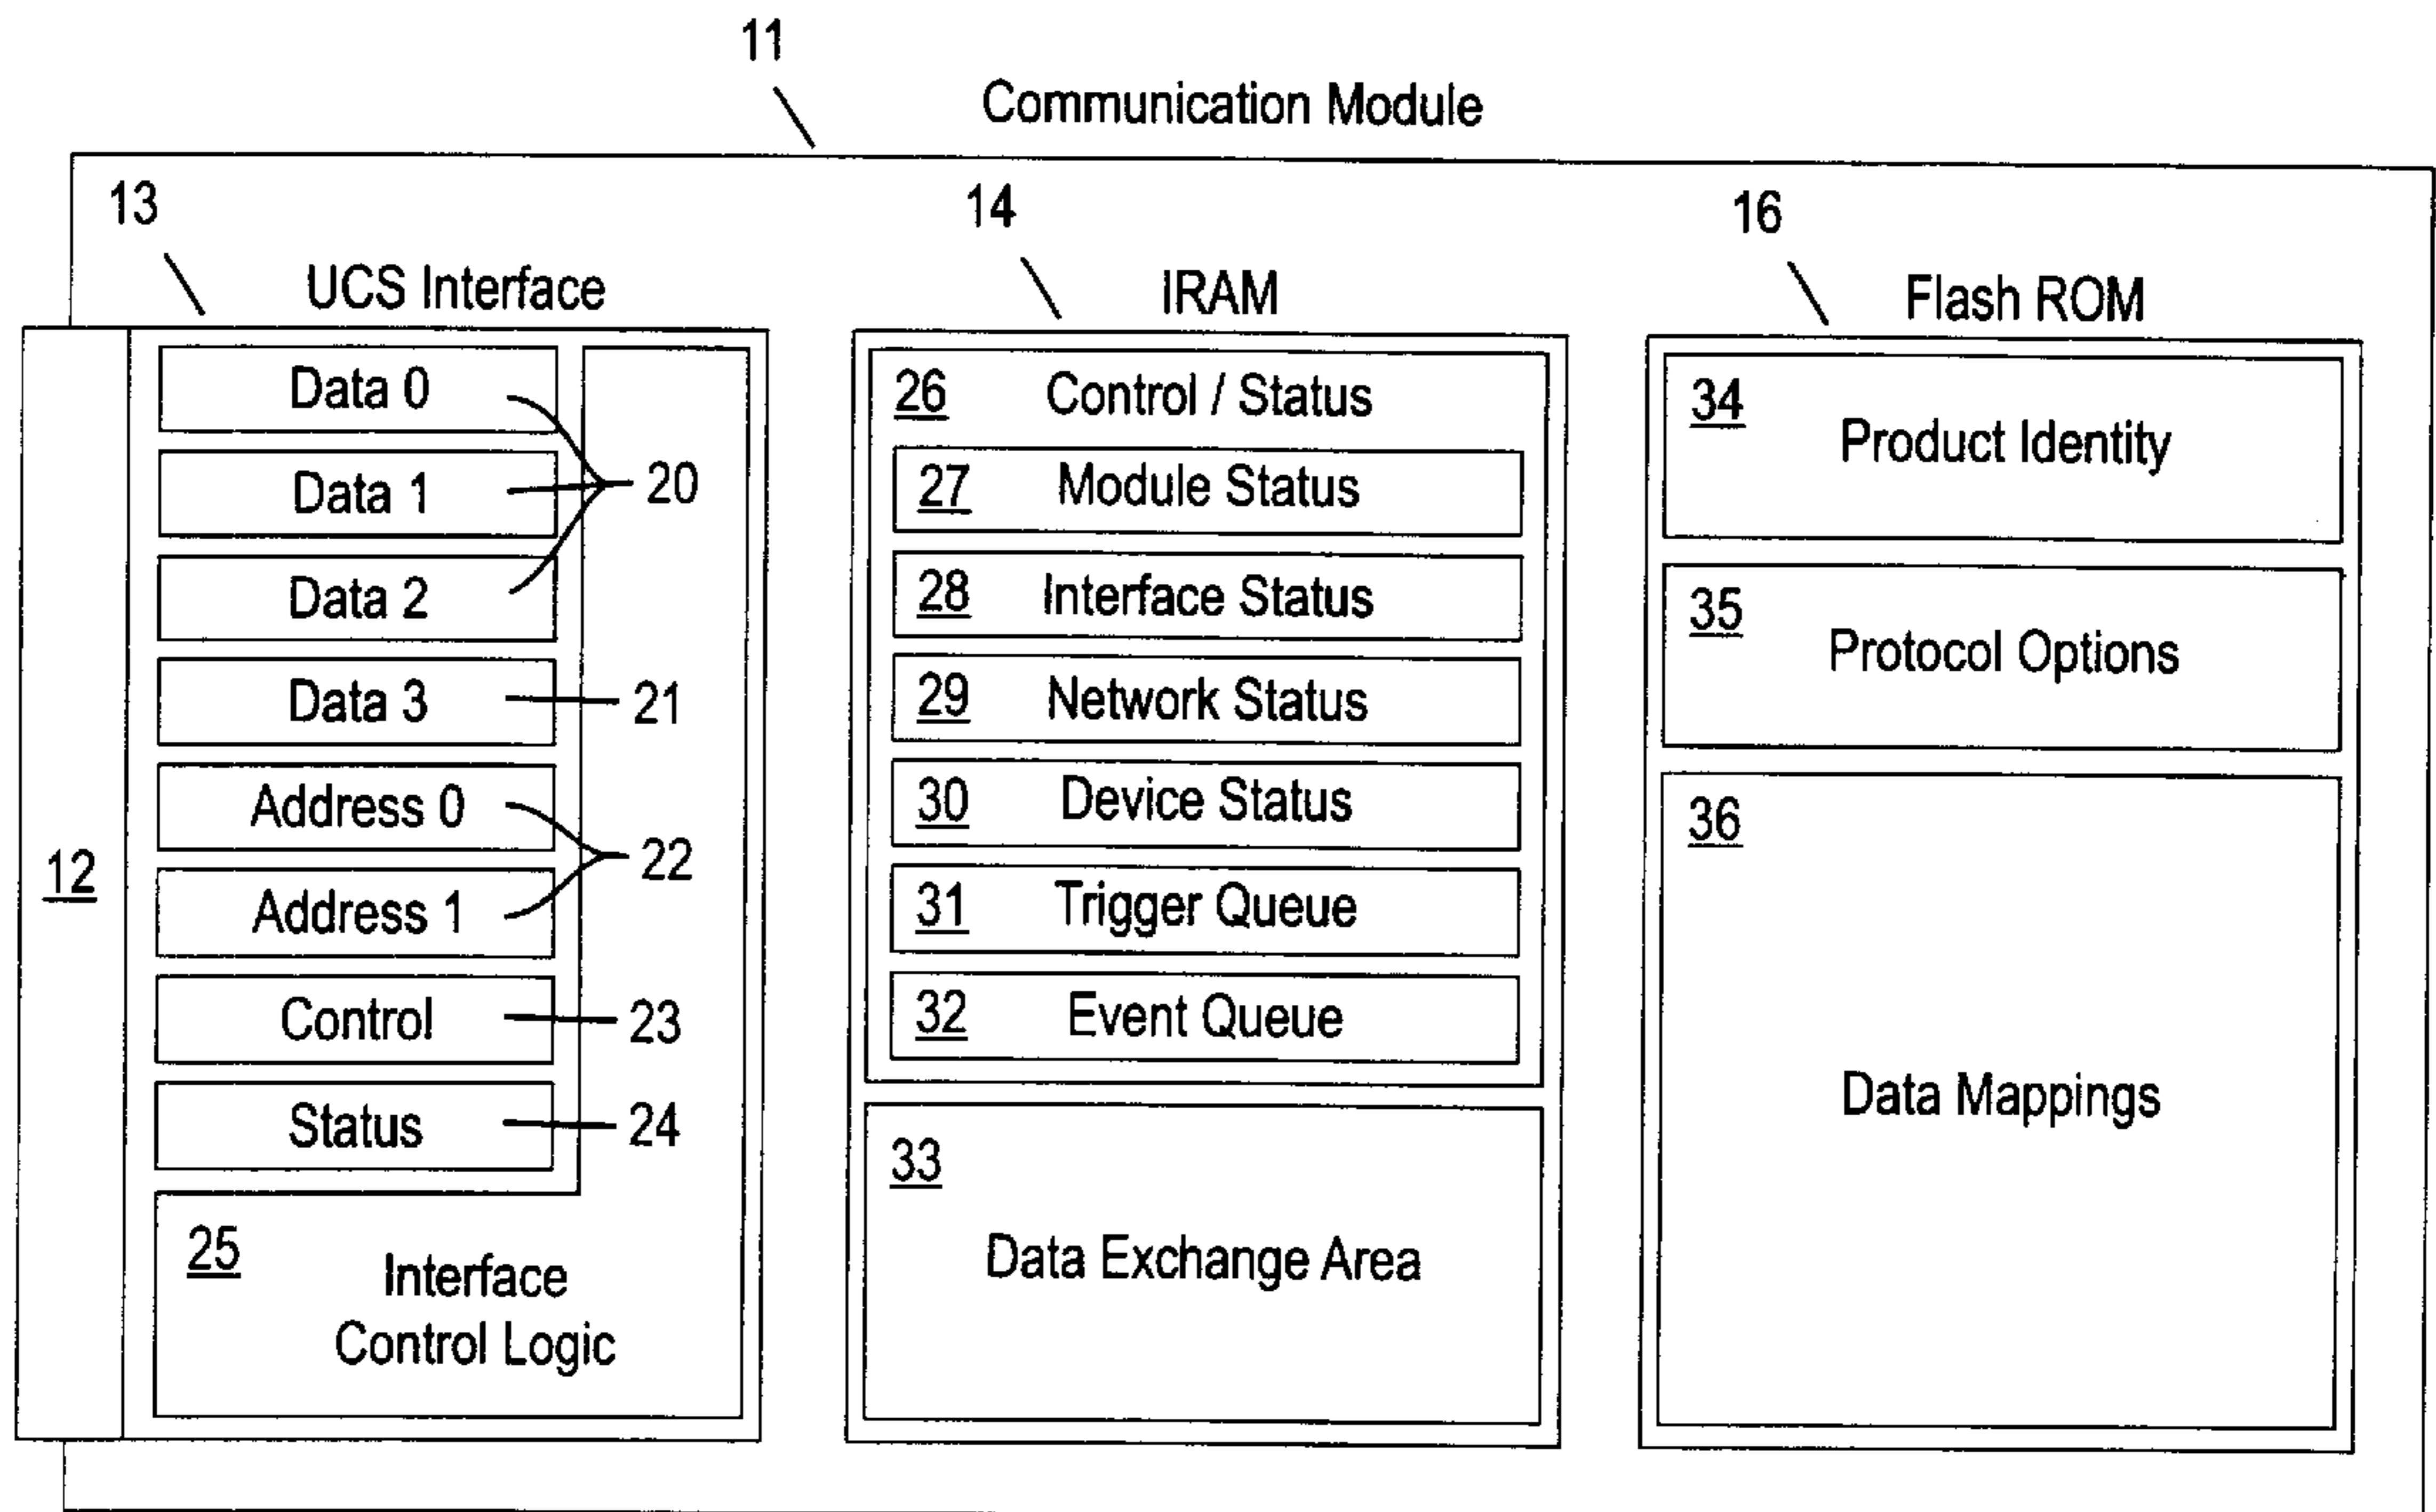 11
Communication Module
13
UCS Interface
12
Data 0
Data 1
Data 2
20
Data 3
21
Address 0
Address 1
22
Control
23
Status
24
25
Interface
Control Logic
14
IRAM
26 Control / Status
27 Module Status
28 Interface Status
29 Network Status
30 Device Status
31 Trigger Queue
32 Event Queue
33
Data Exchange Area
16
Flash ROM
34
Product Identity
35
Protocol Options
36
Data Mappings